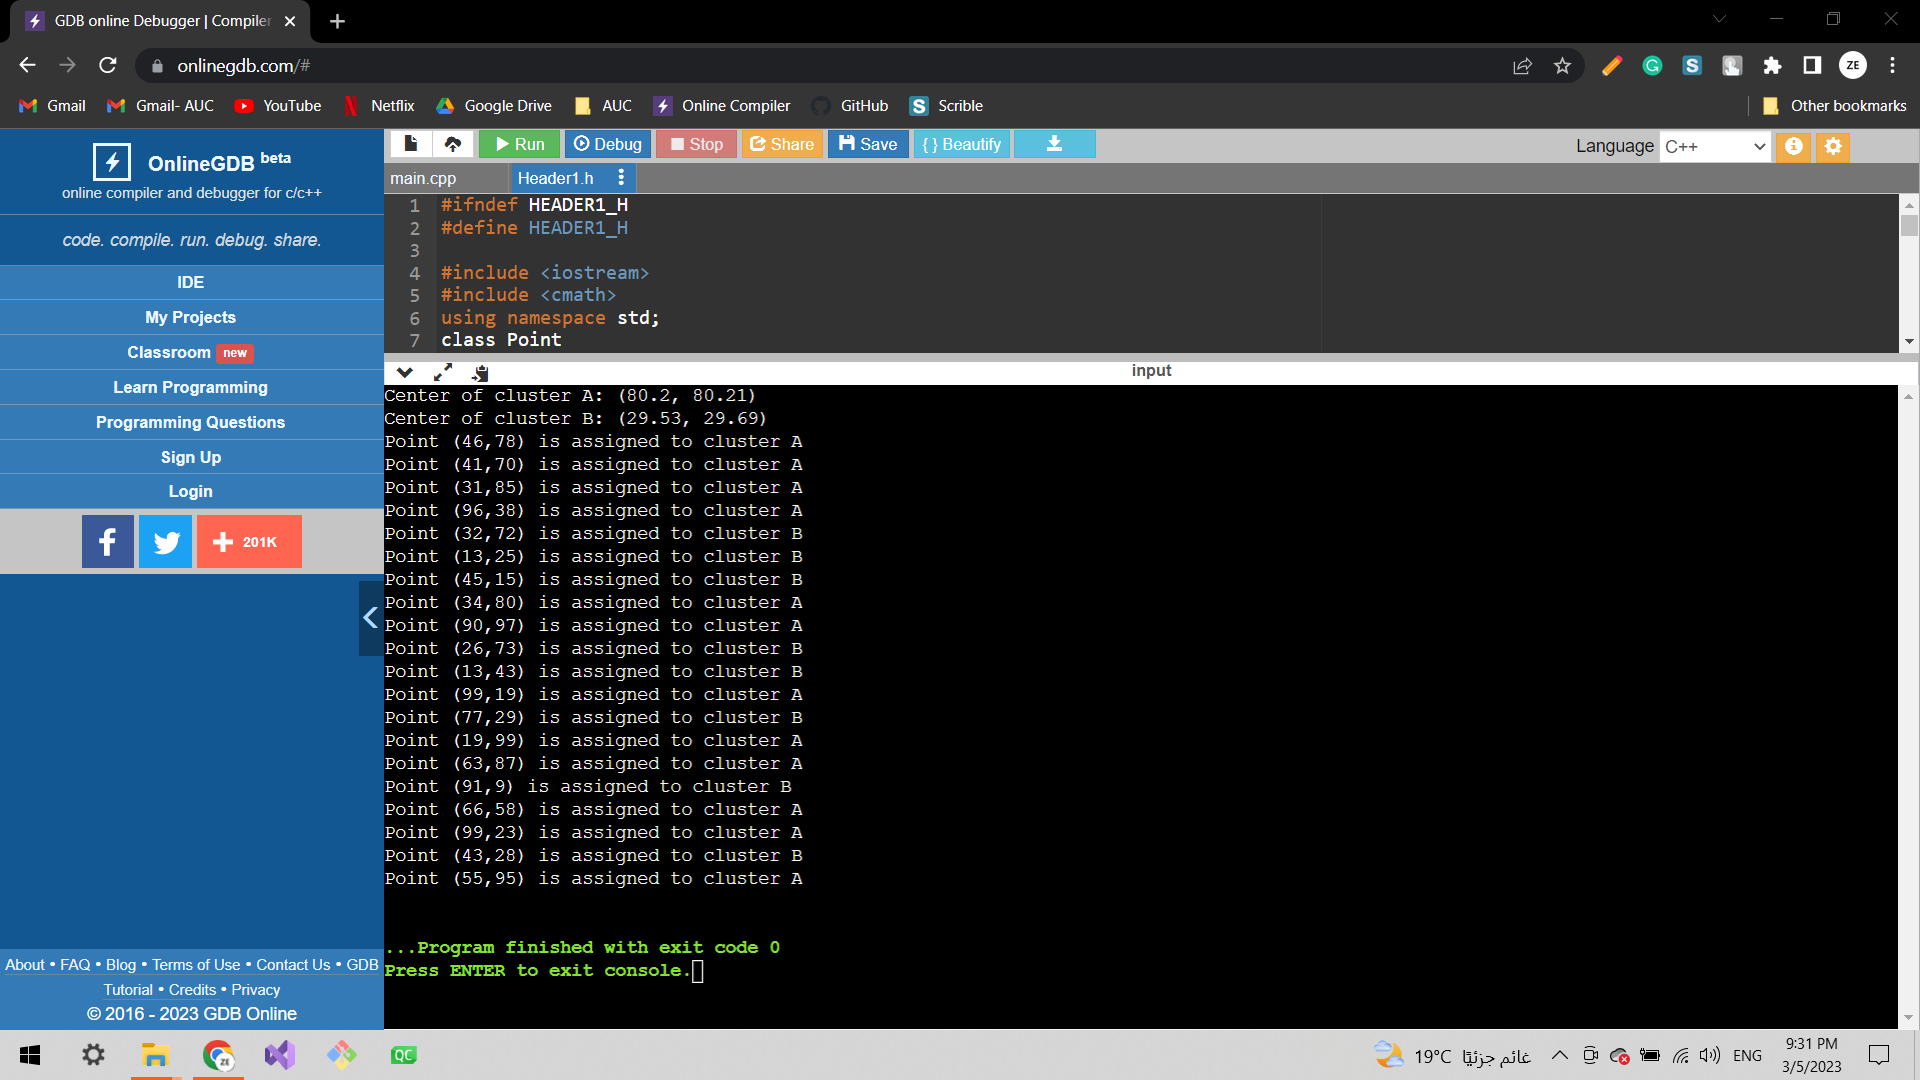 GDB online Debugger | Compiler
onlinegdb.com/#
ZE
Gmail
Gmail- AUC
YouTube
Netflix
Google Drive
AUC
Online Compiler
GitHub
Scrible
Other bookmarks
OnlineGDB beta
online compiler and debugger for c/c++
code. compile. run. debug. share.
IDE
My Projects
Classroom new
Learn Programming
Programming Questions
Sign Up
Login
201K
About • FAQ • Blog • Terms of Use • Contact Us • GDB
Tutorial • Credits • Privacy
© 2016 - 2023 GDB Online
Run
Debug
Stop
Share
Save
{ } Beautify
Language
C++
main.cpp
Header1.h
1 #ifndef HEADER1_H
2 #define HEADER1_H
3
4 #include <iostream>
5 #include <cmath>
6 using namespace std;
7 class Point
input
Center of cluster A: (80.2, 80.21)
Center of cluster B: (29.53, 29.69)
Point (46,78) is assigned to cluster A
Point (41,70) is assigned to cluster A
Point (31,85) is assigned to cluster A
Point (96,38) is assigned to cluster A
Point (32,72) is assigned to cluster B
Point (13,25) is assigned to cluster B
Point (45,15) is assigned to cluster B
Point (34,80) is assigned to cluster A
Point (90,97) is assigned to cluster A
Point (26,73) is assigned to cluster B
Point (13,43) is assigned to cluster B
Point (99,19) is assigned to cluster A
Point (77,29) is assigned to cluster B
Point (19,99) is assigned to cluster A
Point (63,87) is assigned to cluster A
Point (91,9) is assigned to cluster B
Point (66,58) is assigned to cluster A
Point (99,23) is assigned to cluster A
Point (43,28) is assigned to cluster B
Point (55,95) is assigned to cluster A
...Program finished with exit code 0
Press ENTER to exit console.
QC
19°C غائم جزئيًا
ENG
9:31 PM
3/5/2023